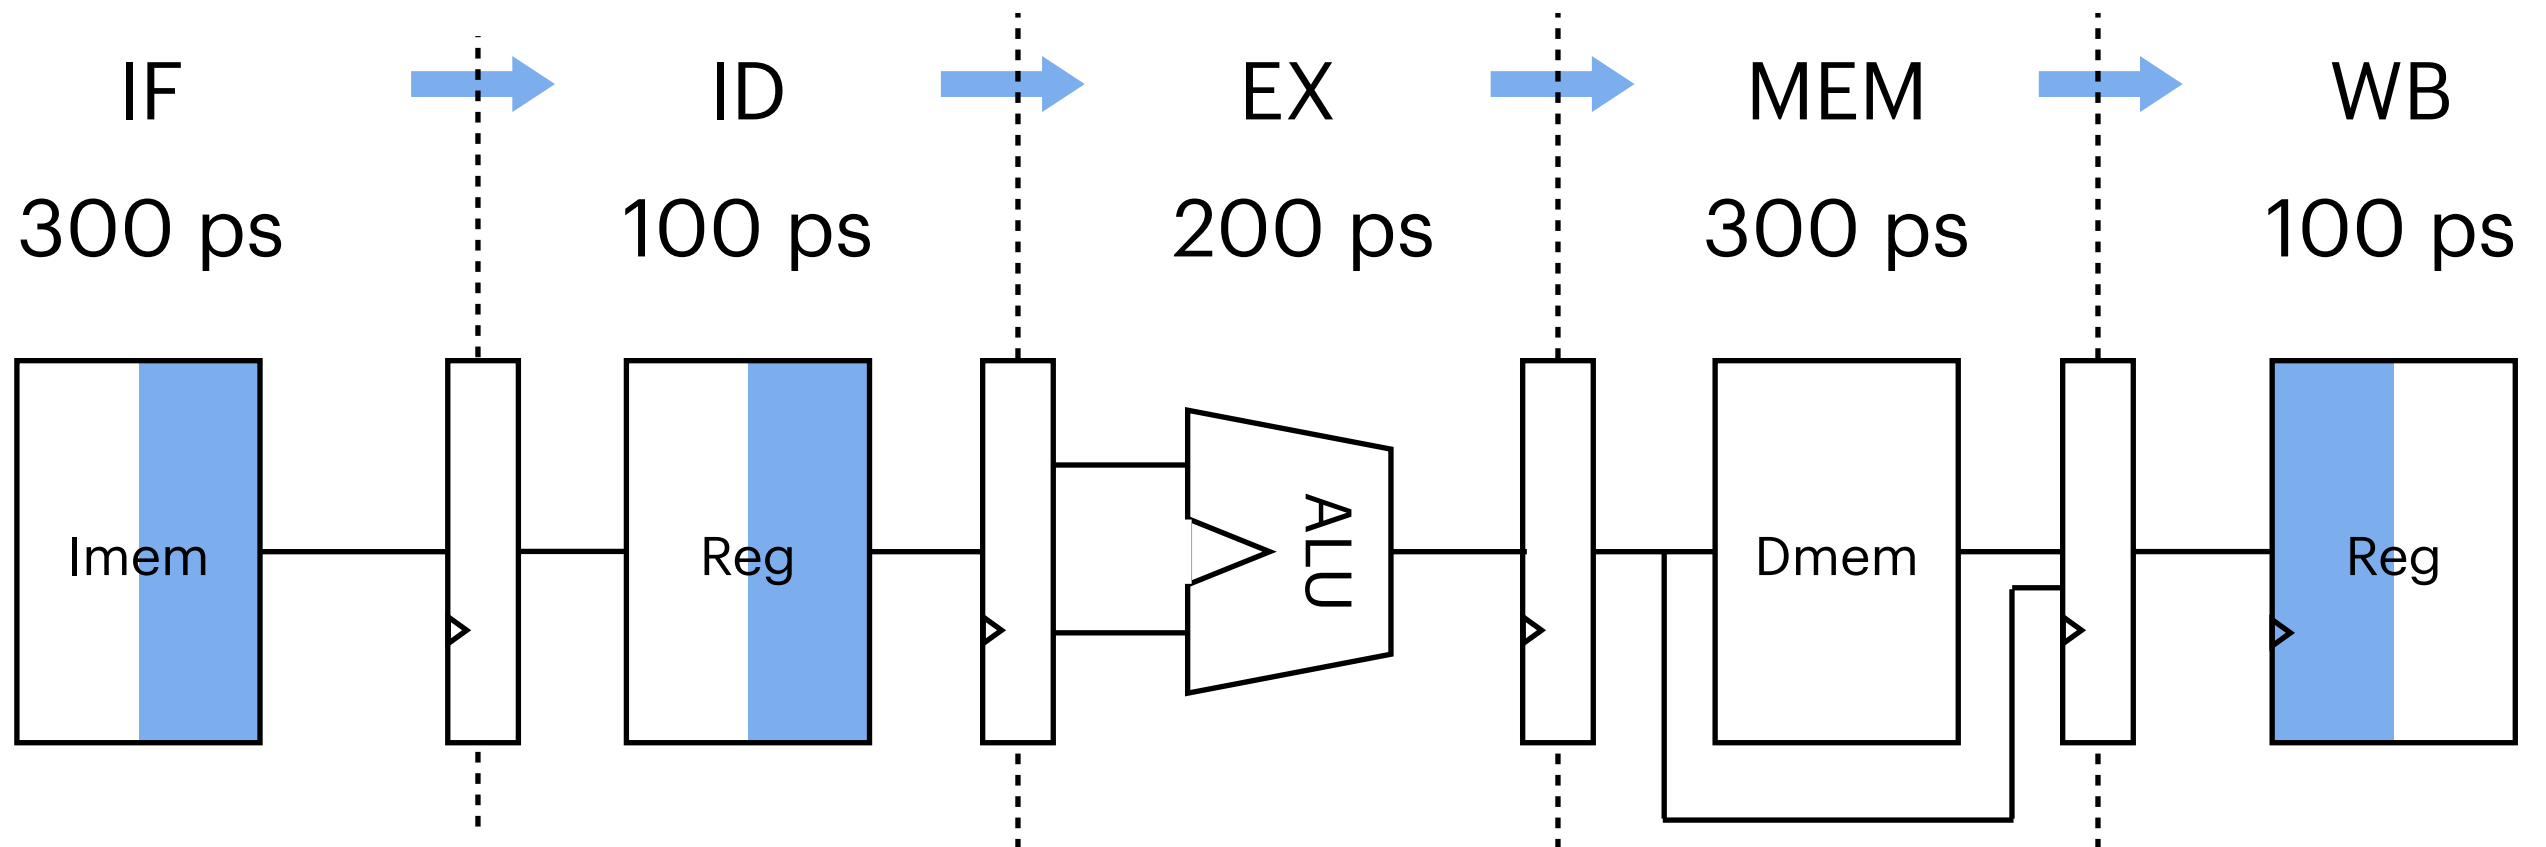 IF
ID
EX
MEM
WB
300 ps
100 ps
200 ps
300 ps
100 ps
Imem
Reg
ALU
Dmem
Reg